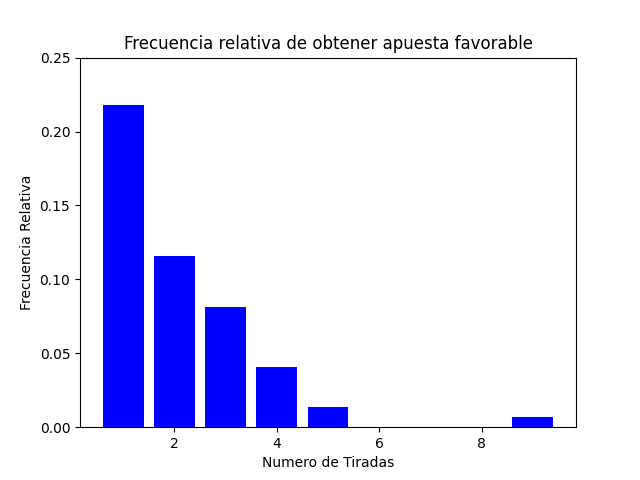 Frecuencia relativa de obtener apuesta favorable
0.25
0.20
0.15
0.10
0.05
0.00
Frecuencia Relativa
2 4 6 8
Numero de Tiradas